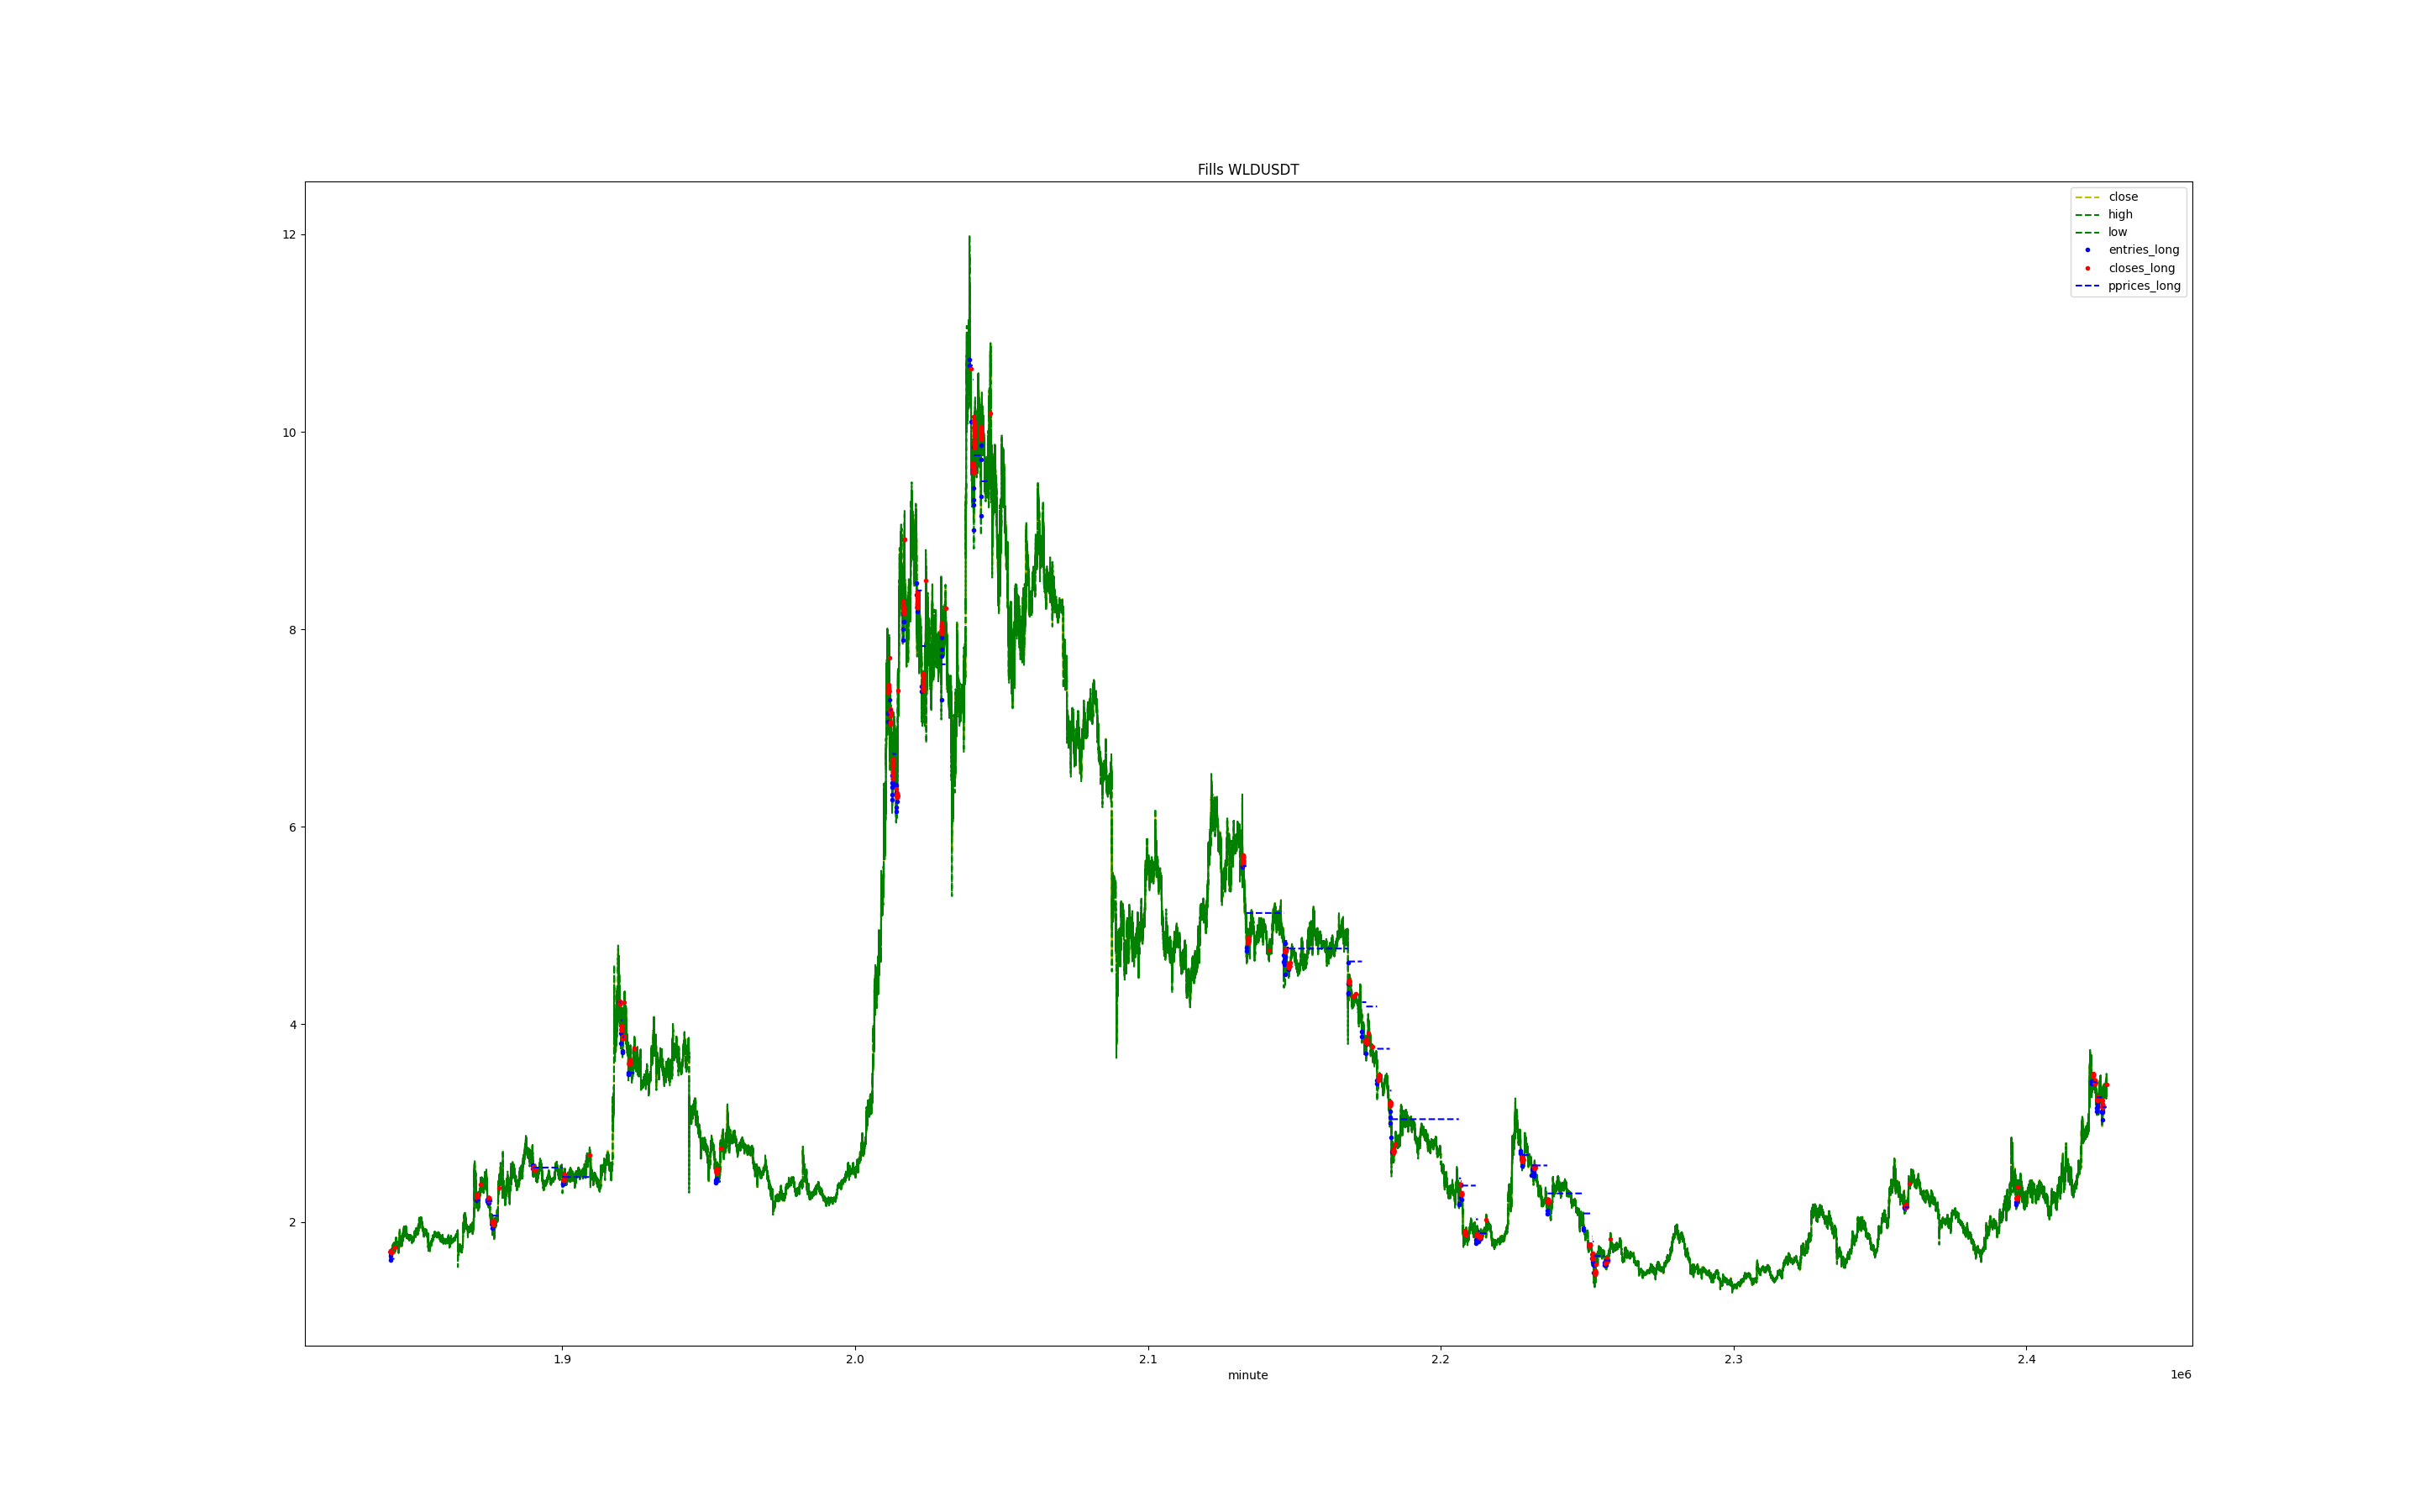 Fills WLDUSDT
close
high
low
entries_long
closes_long
pprices_long
12
10
8
6
4
2
1.9 2.0 2.1 2.2 2.3 2.4
1e6
minute